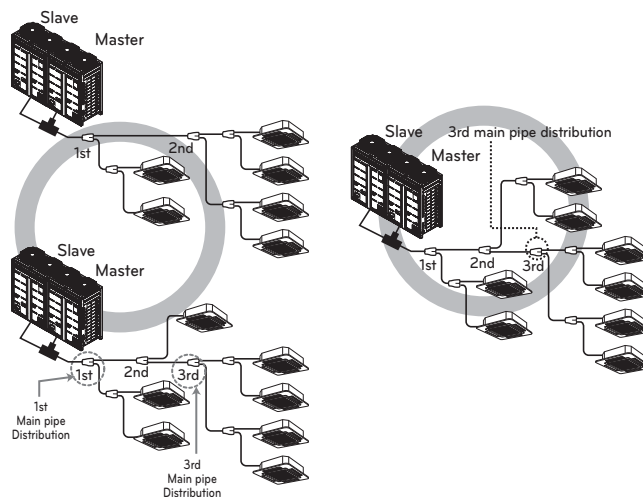 Slave
Master
1st
2nd
Slave
Master
1st
2nd
3rd
1st
Main pipe
Distribution
3rd
Main pipe
Distribution
Slave
3rd main pipe distribution
Master
1st
2nd
3rd